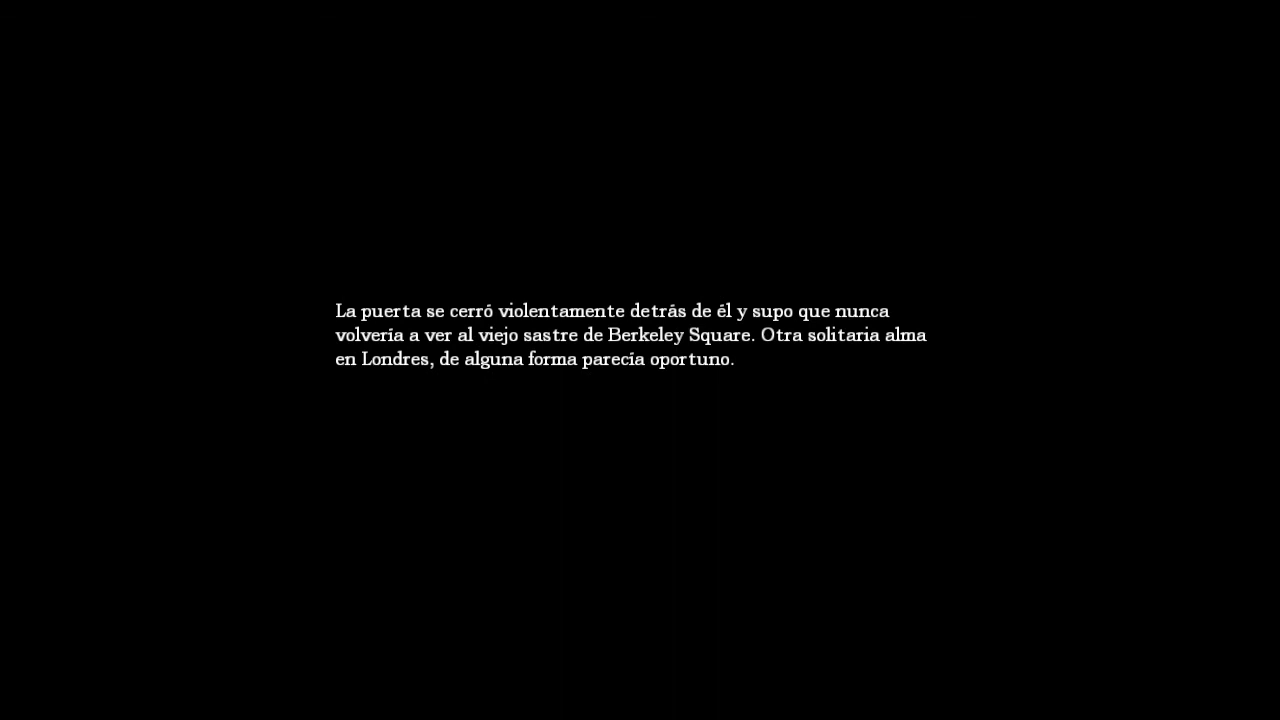 La puerta se cerró violentamente detrás de él y supo que nunca
volvería a ver al viejo sastre de Berkeley Square. Otra solitaria alma
en Londres, de alguna forma parecía oportuno.